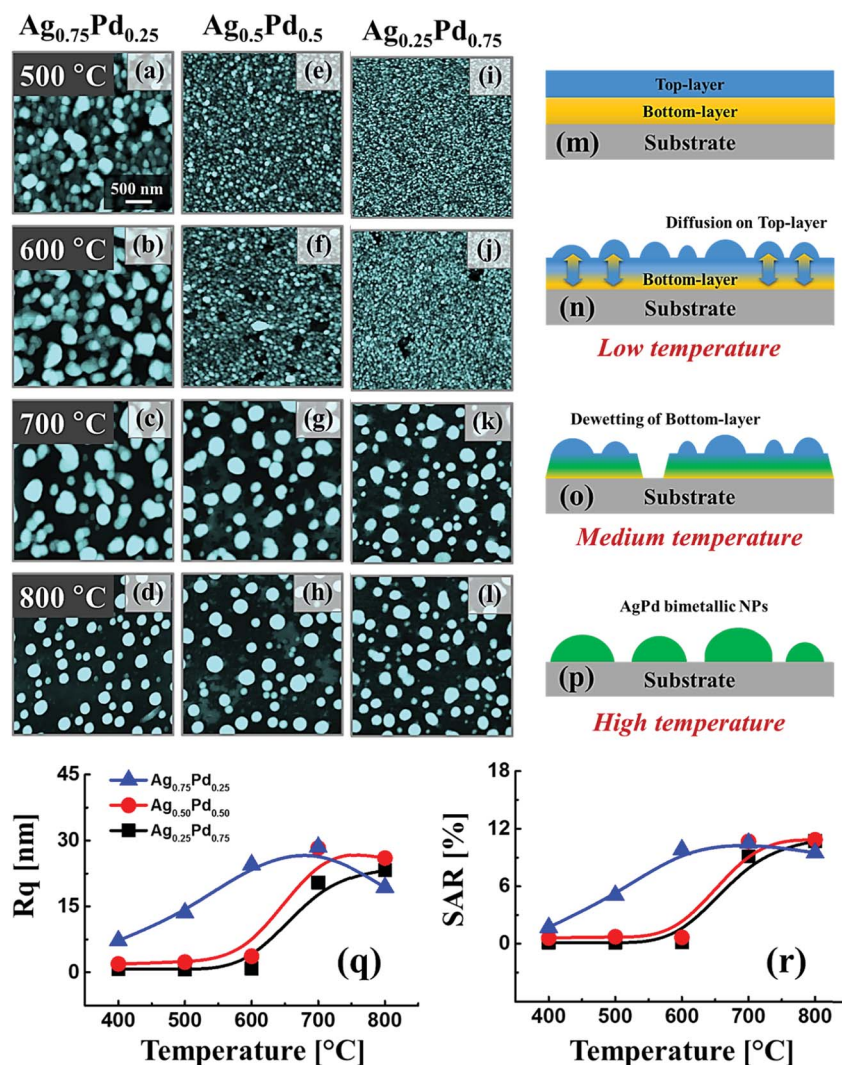 Ag0.75Pd0.25 Ag0.5Pd0.5 Ag0.25Pd0.75
500 °C (a) (e) (i)
500 nm
600 °C (b) (f) (j)
700 °C (c) (g) (k)
800 °C (d) (h) (l)
Top-layer
Bottom-layer
(m) Substrate
Diffusion on Top-layer
Bottom-layer
(n) Substrate
Low temperature
Dewetting of Bottom-layer
(o) Substrate
Medium temperature
AgPd bimetallic NPs
(p) Substrate
High temperature
45
30
15
0
Rq [nm]
Ag0.75Pd0.25
Ag0.50Pd0.50
Ag0.25Pd0.75
(q)
400 500 600 700 800
Temperature [°C]
18
12
6
0
SAR [%]
(r)
400 500 600 700 800
Temperature [°C]